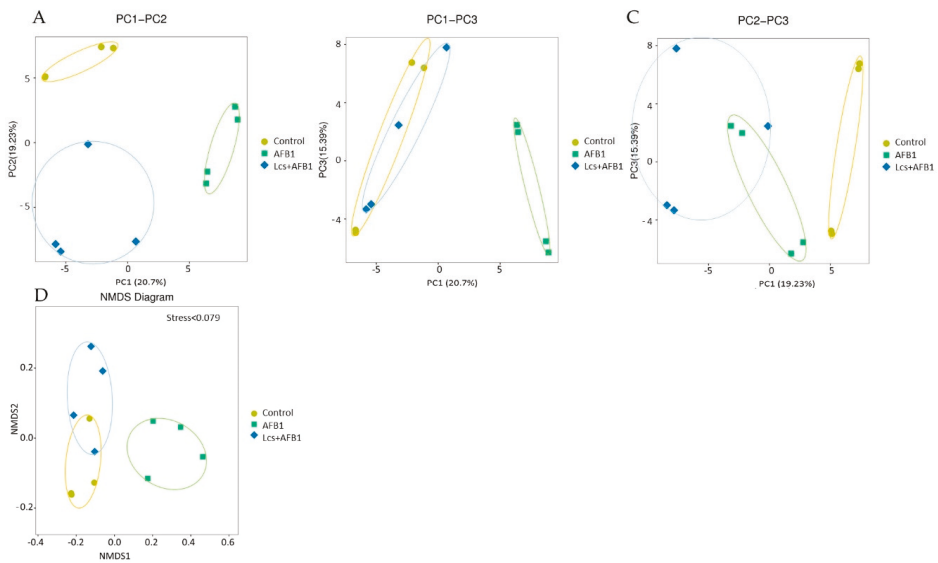 A
PC1−PC2
5
0
-5
PC2(19.23%)
-5
0
5
PC1 (20.7%)
Control
AFB1
Lcs+AFB1
PC1−PC3
8
4
0
-4
PC3(15.39%)
-5
0
5
PC1 (20.7%)
Control
AFB1
Lcs+AFB1
C
PC2−PC3
8
4
0
-4
PC3(15.39%)
-5
0
5
PC1 (19.23%)
Control
AFB1
Lcs+AFB1
D
NMDS Diagram
Stress<0.079
0.2
0.0
-0.2
NMDS2
-0.4
-0.2
0.0
0.2
0.4
0.6
NMDS1
Control
AFB1
Lcs+AFB1